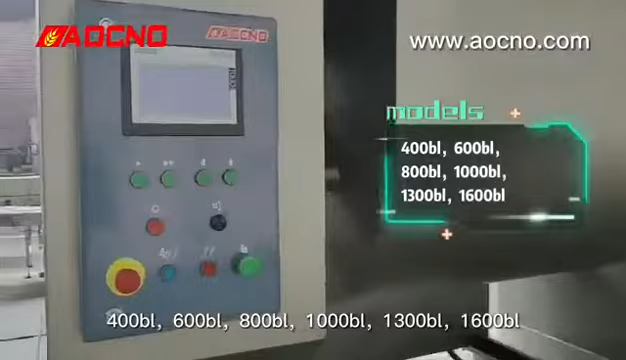 AOCNO
AOCNO
www.aocno.com
models
400bl, 600bl,
800bl, 1000bl,
1300bl, 1600bl
400bl, 600bl, 800bl, 1000bl, 1300bl, 1600bl